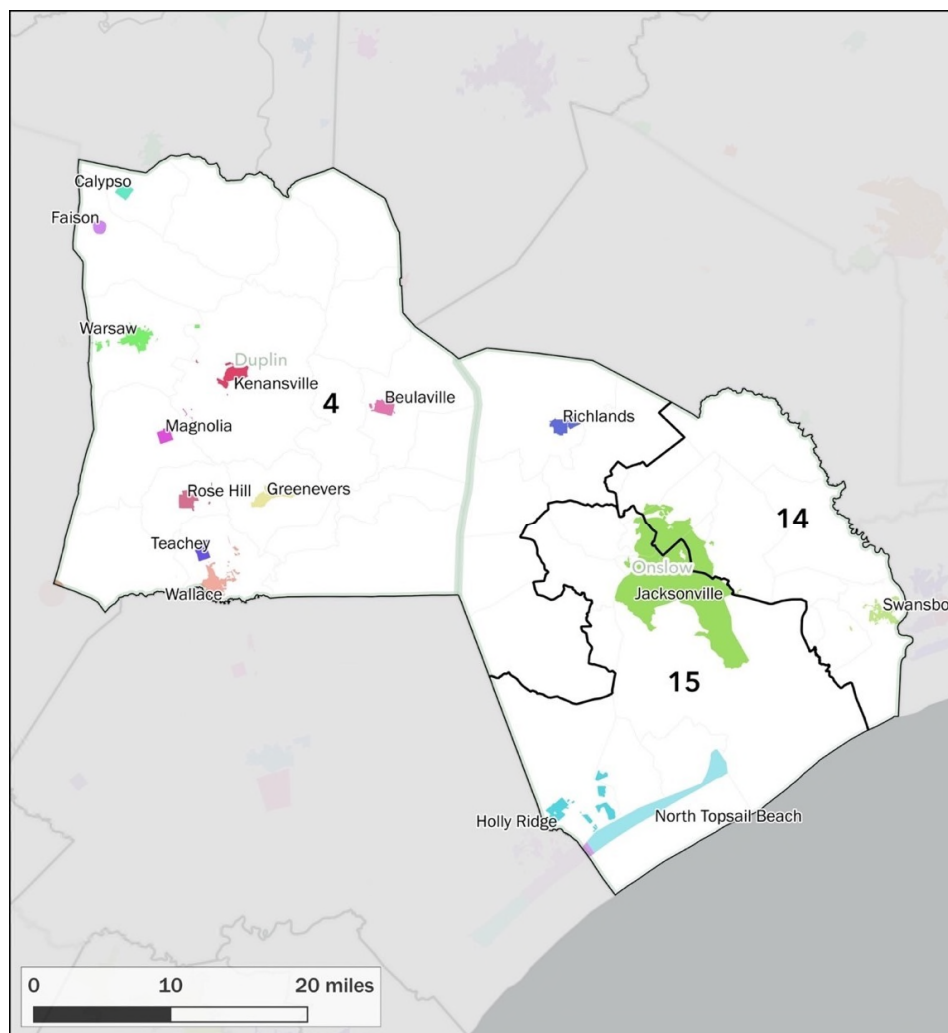 Calypso
Faison
Warsaw
Duplin
Kenansville
4
Beulaville
Magnolia
Richlands
Rose Hill
Greenevers
14
Teachey
Onslow
Wallace
Jacksonville
Swansbo
15
Holly Ridge
North Topsail Beach
0
10
20 miles